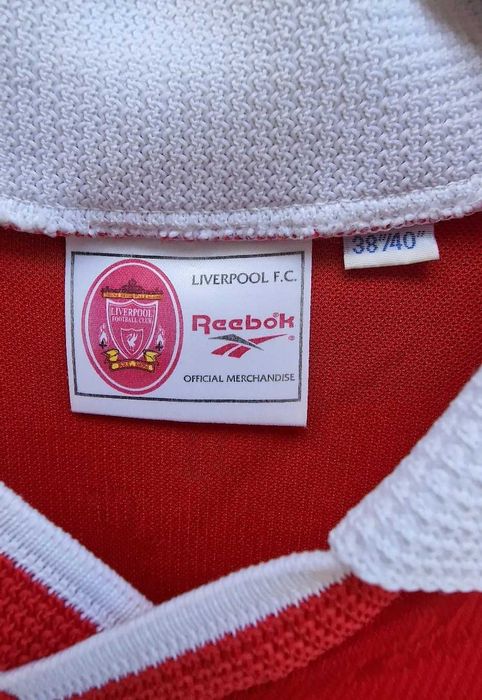 38"/40"
LIVERPOOL F.C.
LIVERPOOL
FOOTBALL CLUB
Reebok
OFFICIAL MERCHANDISE